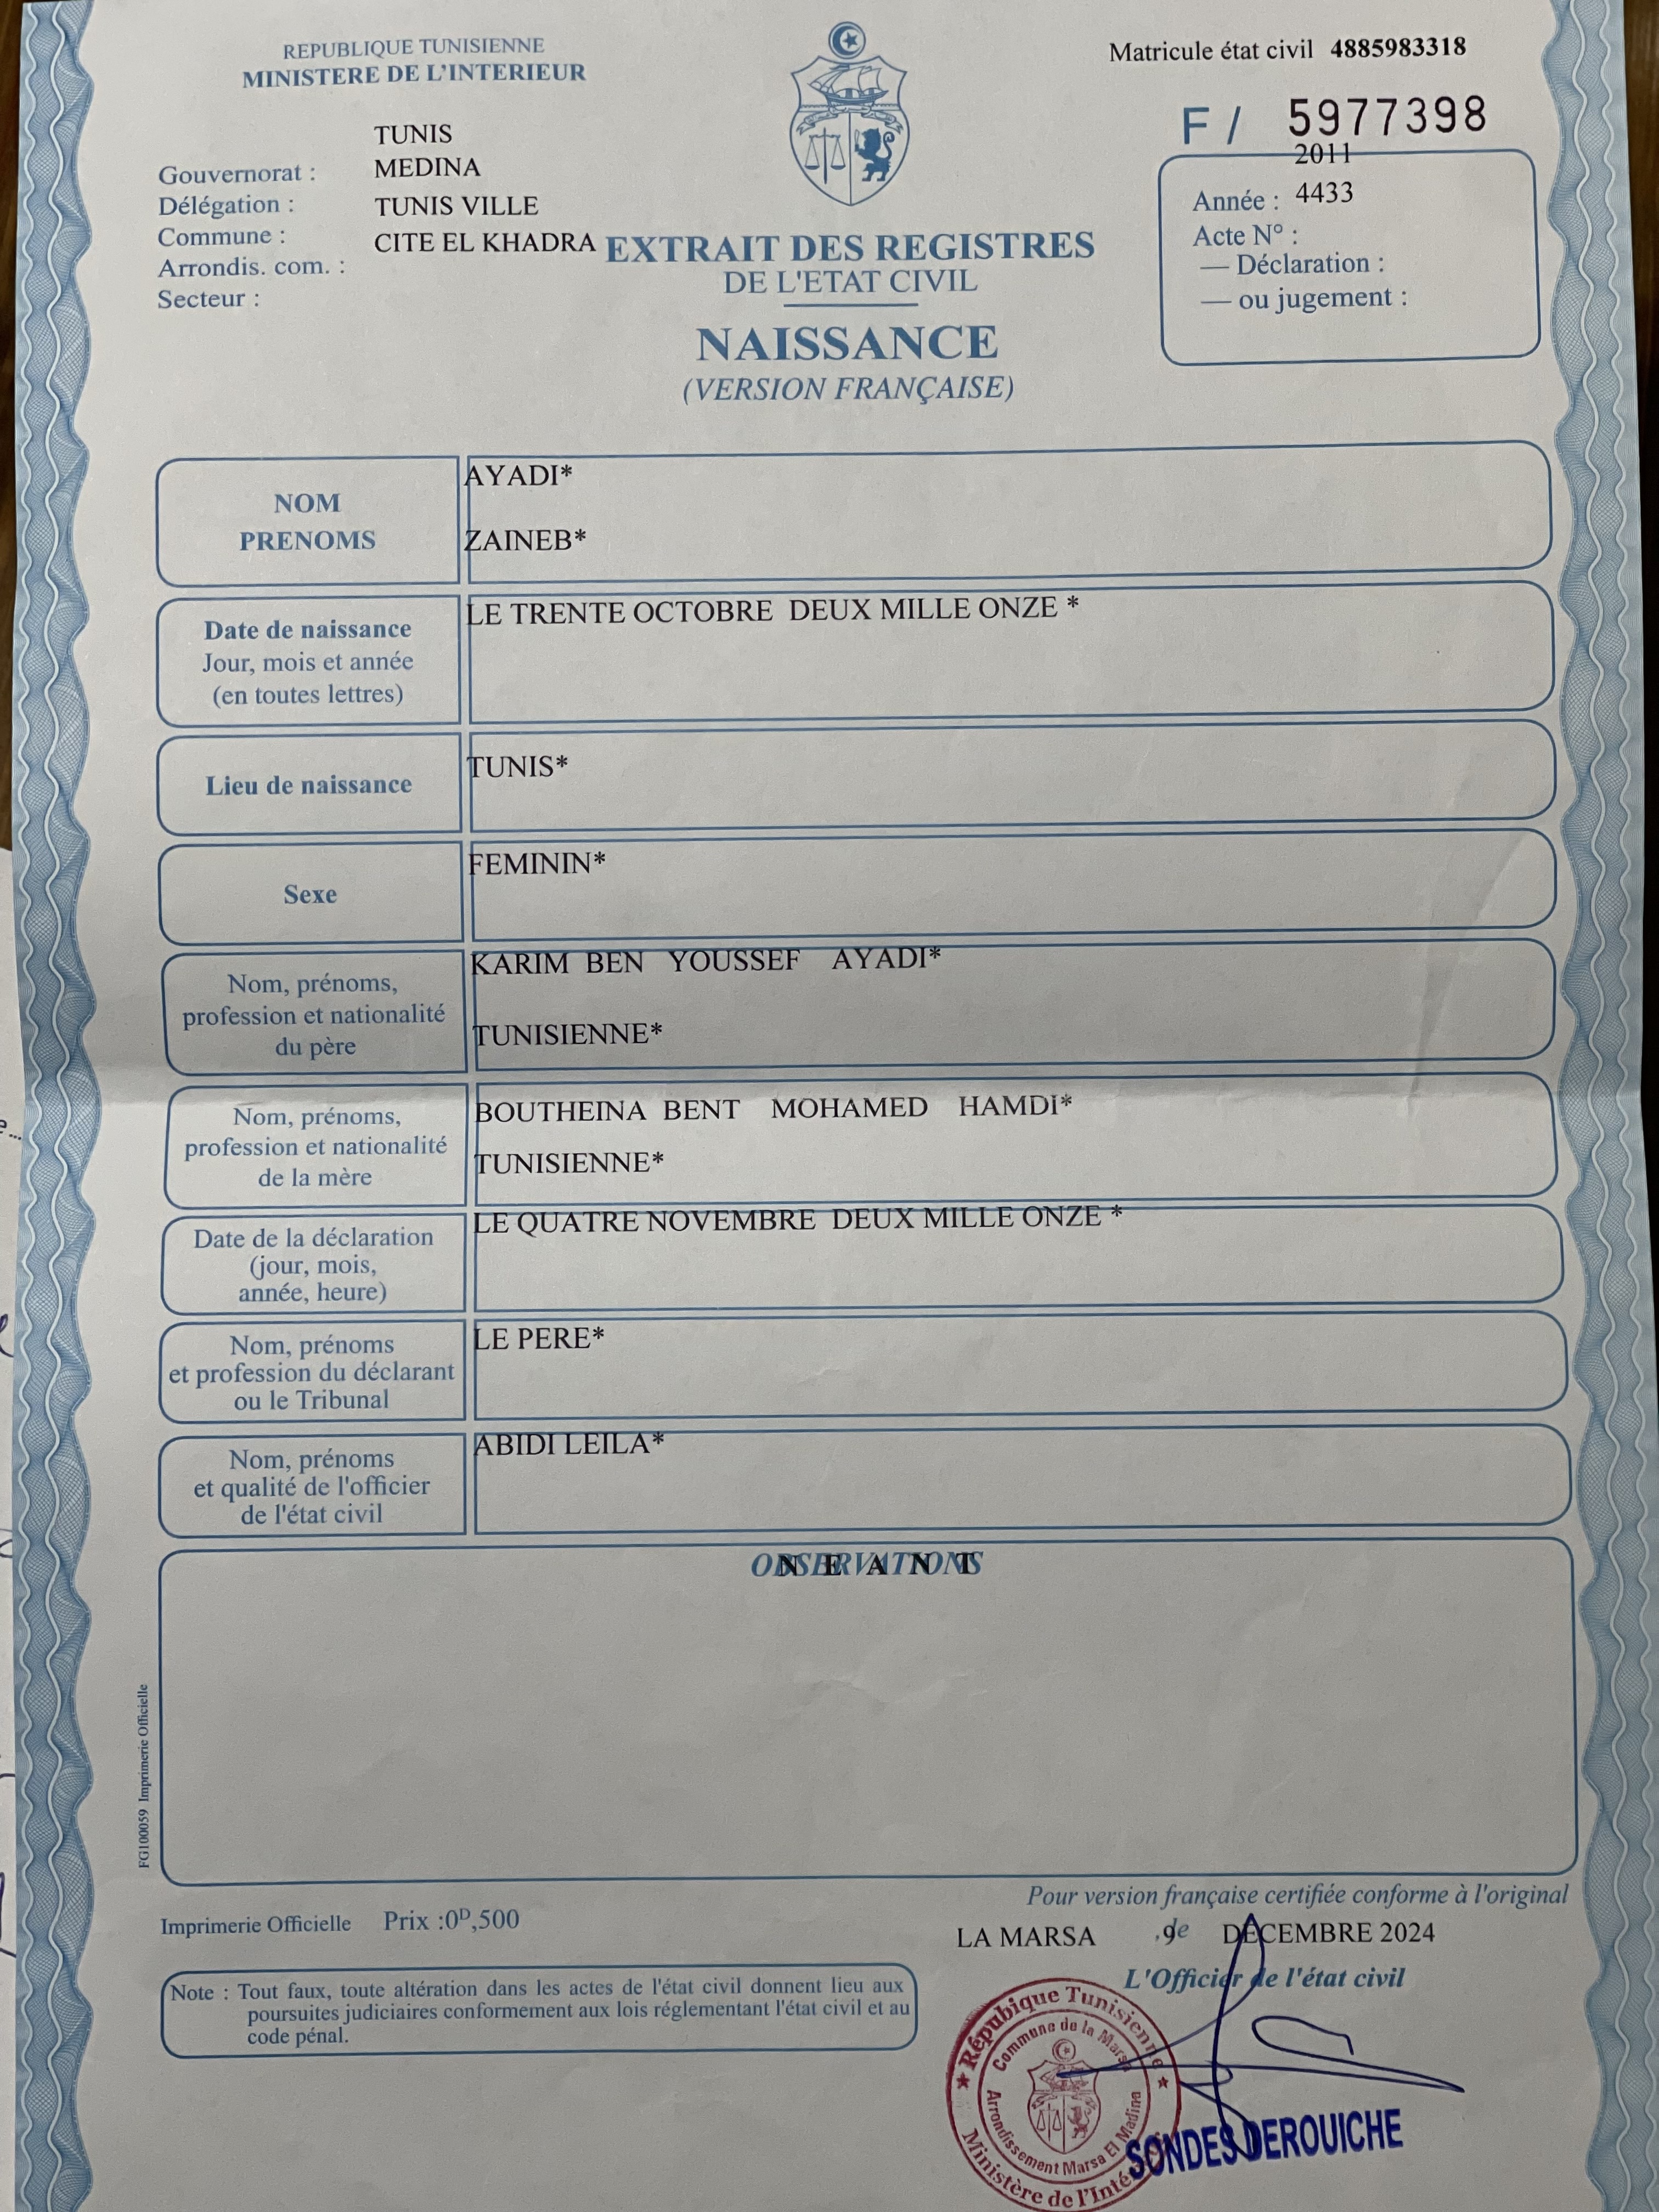 REPUBLIQUE TUNISIENNE
MINISTERE DE L'INTERIEUR
Matricule état civil 4885983318
F / 5977398
TUNIS
Gouvernorat : MEDINA
Délégation : TUNIS VILLE
Commune : CITE EL KHADRA
Arrondis. com. :
Secteur :
2011
Année : 4433
Acte N° :
— Déclaration :
— ou jugement :
EXTRAIT DES REGISTRES
DE L'ETAT CIVIL
NAISSANCE
(VERSION FRANÇAISE)
NOM
PRENOMS
AYADI*
ZAINEB*
Date de naissance
Jour, mois et année
(en toutes lettres)
LE TRENTE OCTOBRE DEUX MILLE ONZE *
Lieu de naissance
TUNIS*
Sexe
FEMININ*
Nom, prénoms,
profession et nationalité
du père
KARIM BEN YOUSSEF AYADI*
TUNISIENNE*
Nom, prénoms,
profession et nationalité
de la mère
BOUTHEINA BENT MOHAMED HAMDI*
TUNISIENNE*
Date de la déclaration
(jour, mois,
année, heure)
LE QUATRE NOVEMBRE DEUX MILLE ONZE *
Nom, prénoms
et profession du déclarant
ou le Tribunal
LE PERE*
Nom, prénoms
et qualité de l'officier
de l'état civil
ABIDI LEILA*
OBSERVATIONS
N E A N T
FG100059 Imprimerie Officielle
Pour version française certifiée conforme à l'original
Imprimerie Officielle Prix :0D,500
LA MARSA ,9 de DECEMBRE 2024
L'Officier de l'état civil
Note : Tout faux, toute altération dans les actes de l'état civil donnent lieu aux
poursuites judiciaires conformement aux lois réglementant l'état civil et au
code pénal.
★ Répubique Tunisienne ★
Commune de la Marsa
Arrondissement Marsa El Madina
Ministère de l'Inté
SONDES DEROUICHE